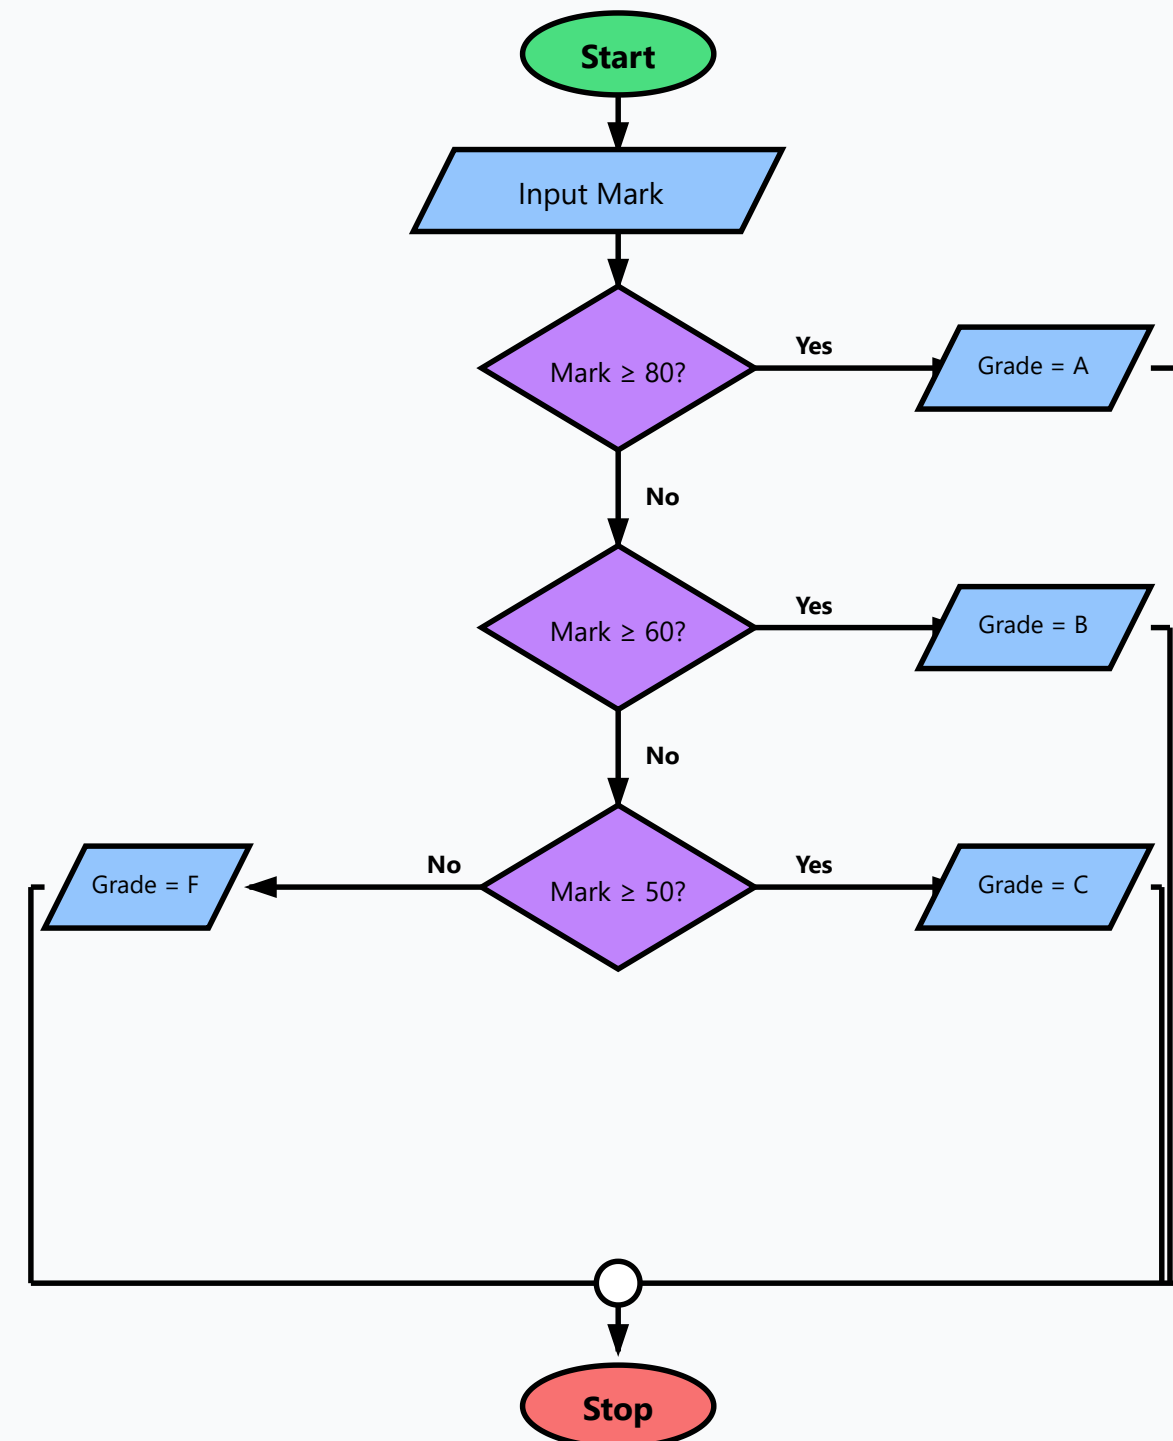 Start
Input Mark
Mark ≥ 80?
Yes
Grade = A
No
Mark ≥ 60?
Yes
Grade = B
No
Grade = F
No
Mark ≥ 50?
Yes
Grade = C
Stop